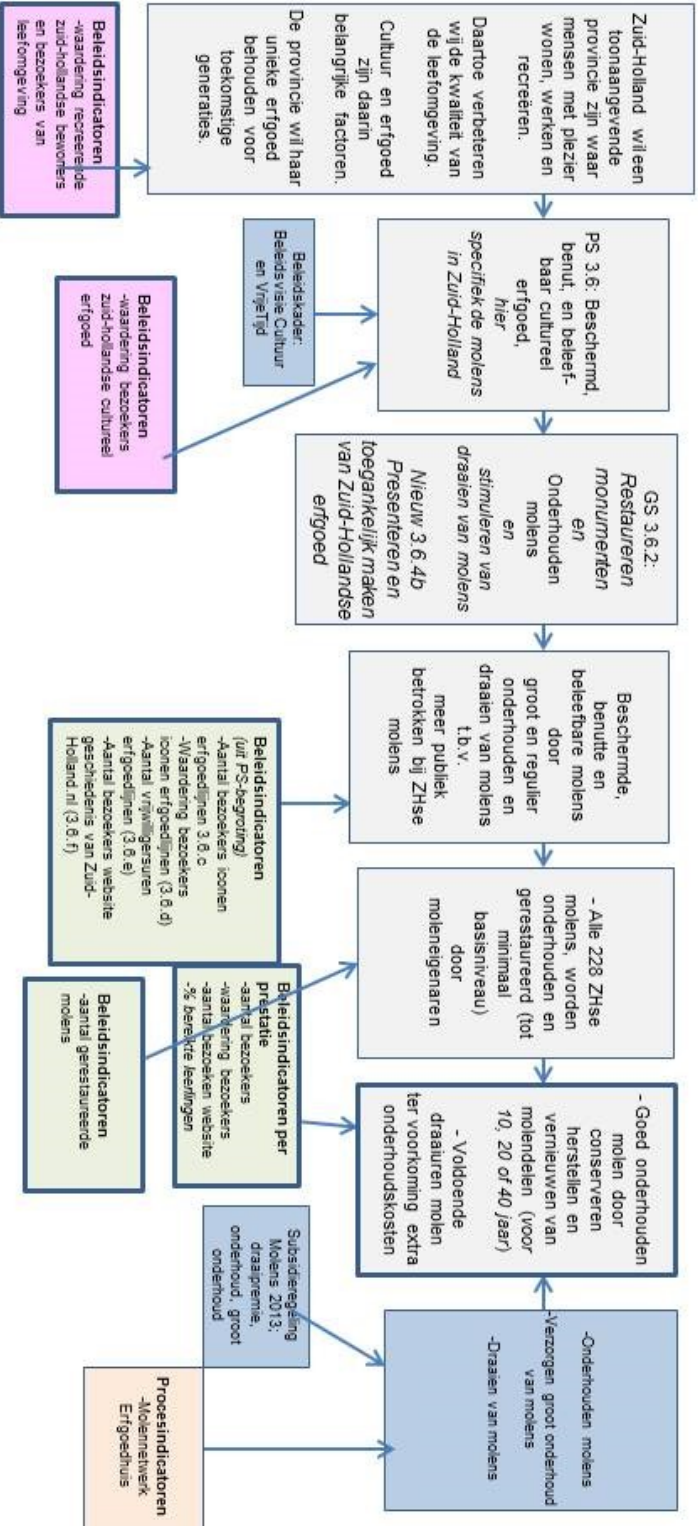 Zuid-Holland wil een
toonaangevende
provincie zijn waar
mensen met plezier
wonen, werken en
recreëren.
Daartoe verbeteren
wij de kwaliteit van
de leefomgeving.
Cultuur en erfgoed
zijn daarin
belangrijke factoren.
De provincie wil haar
unieke erfgoed
behouden voor
toekomstige
generaties.
Beleidsindicatoren
-waardering recreërende
zuid-hollandse bewoners
en bezoekers van
leefomgeving
PS 3.6: Beschermd,
benut, en beleef-
baar cultureel
erfgoed,
hier
specifiek de molens
in Zuid-Holland
Beleidskader:
Beleidsvisie Cultuur
en VrijeTijd
Beleidsindicatoren
-waardering bezoekers
zuid-hollandse cultureel
erfgoed
GS 3.6.2:
Restaureren
monumenten
en
Onderhouden
molens
en
stimuleren van
draaien van molens
Nieuw 3.6.4b
Presenteren en
toegankelijk maken
van Zuid-Hollandse
erfgoed
Beschermde,
benutte en
beleefbare molens
door
groot en regulier
onderhouden en
draaien van molens
t.b.v.
meer publiek
betrokken bij ZHse
molens
Beleidsindicatoren
(uit PS-begroting)
-Aantal bezoekers iconen
erfgoedlijnen 3.6.c
-Waardering bezoekers
iconen erfgoedlijnen (3.6.d)
-Aantal vrijwilligersuren
erfgoedlijnen (3.6.e)
-Aantal bezoekers website
geschiedenis van Zuid-
Holland.nl (3.6.f)
- Alle 228 ZHse
molens, worden
onderhouden en
gerestaureerd (tot
minimaal
basisniveau)
door
moleneigenaren
Beleidsindicatoren per
prestatie
-aantal bezoekers
-waardering bezoekers
-aantal bezoeken website
-% bereikte leerlingen
Beleidsindicatoren
-aantal gerestaureerde
molens
- Goed onderhouden
molen door
conserveren
herstellen en
vernieuwen van
molendelen (voor
10, 20 of 40 jaar)
- Voldoende
draaiuren molen
ter voorkoming extra
onderhoudskosten
Subsidieregeling
Molens 2013;
draaipremie,
onderhoud, groot
onderhoud
-Onderhouden molens
-Verzorgen groot onderhoud
van molens
-Draaien van molens
Procesindicatoren
-Molennetwerk
Erfgoedhuis